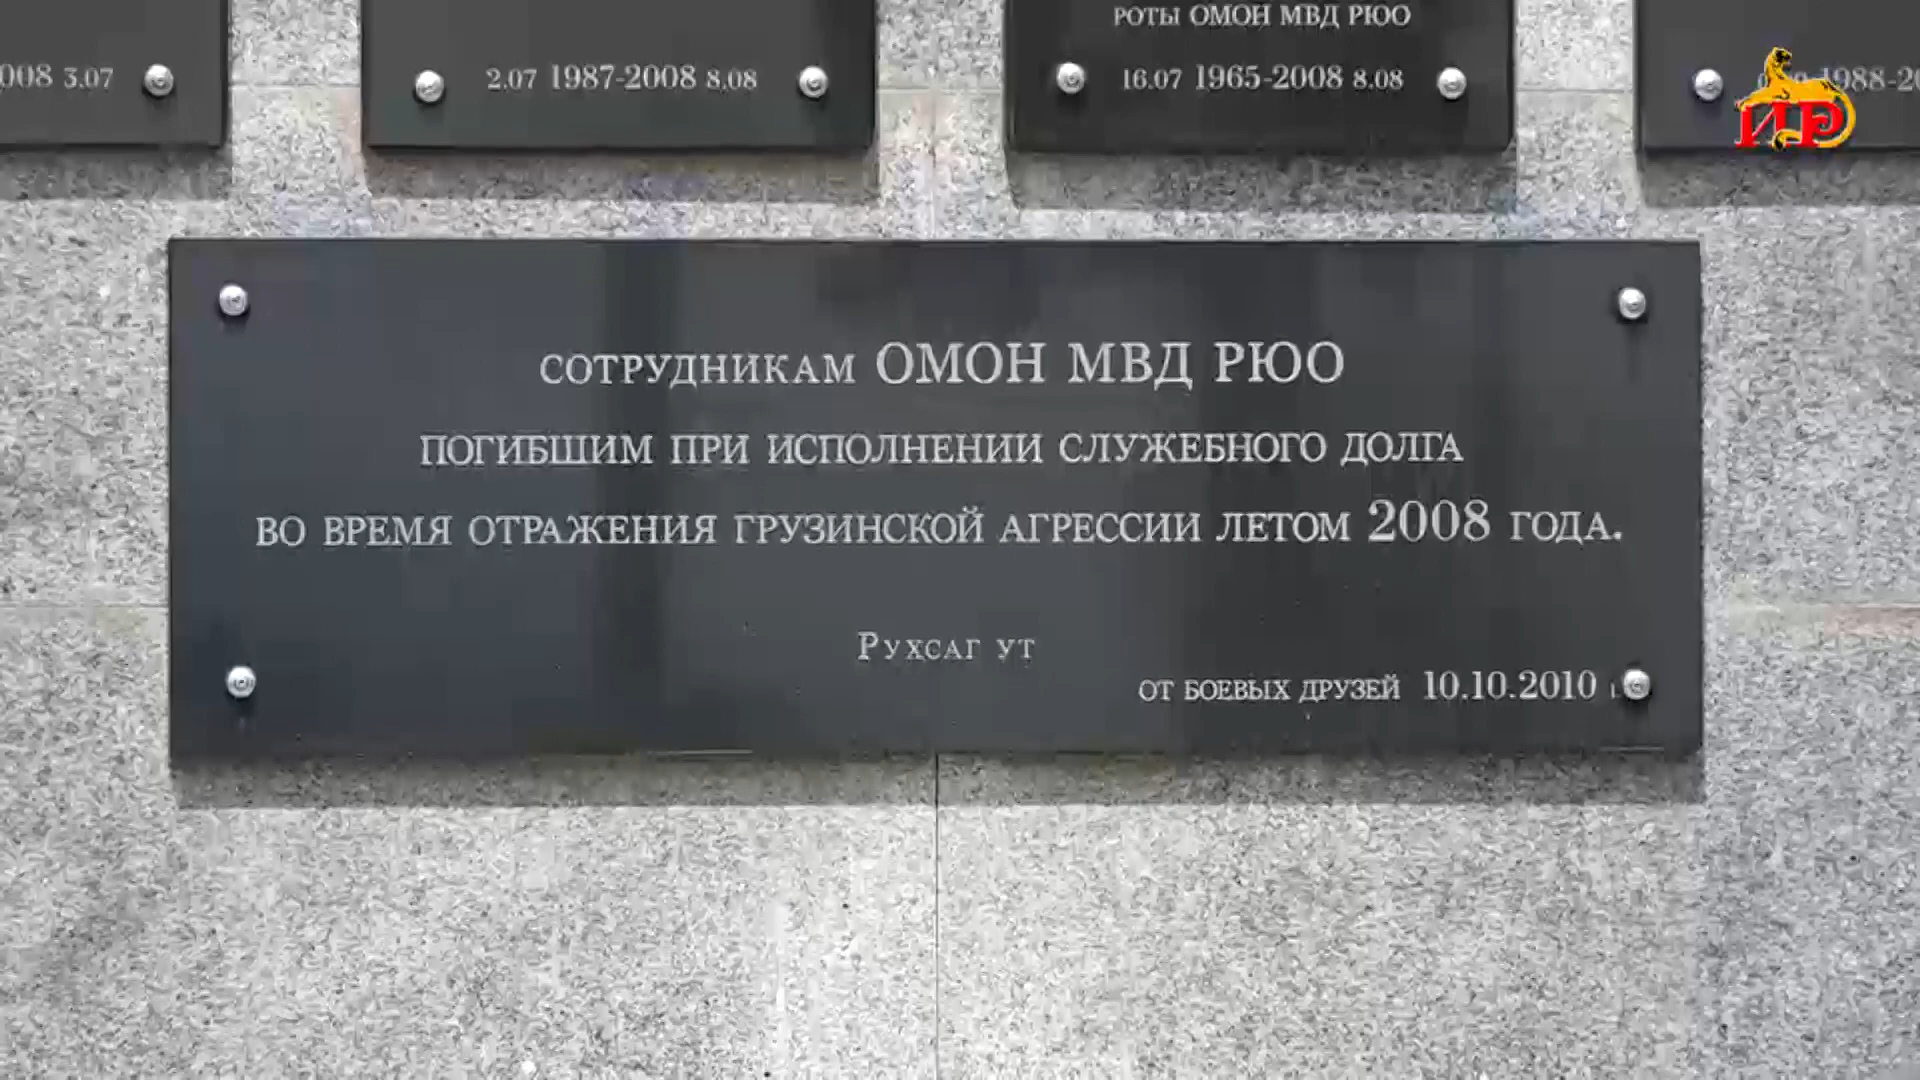 РОТЫ ОМОН МВД РЮО
008 3.07
2.07 1987-2008 8.08
16.07 1965-2008 8.08
1988-20
ИР
СОТРУДНИКАМ ОМОН МВД РЮО
ПОГИБШИМ ПРИ ИСПОЛНЕНИИ СЛУЖЕБНОГО ДОЛГА
ВО ВРЕМЯ ОТРАЖЕНИЯ ГРУЗИНСКОЙ АГРЕССИИ ЛЕТОМ 2008 ГОДА.
РУХСАГ УТ
ОТ БОЕВЫХ ДРУЗЕЙ 10.10.2010 г.